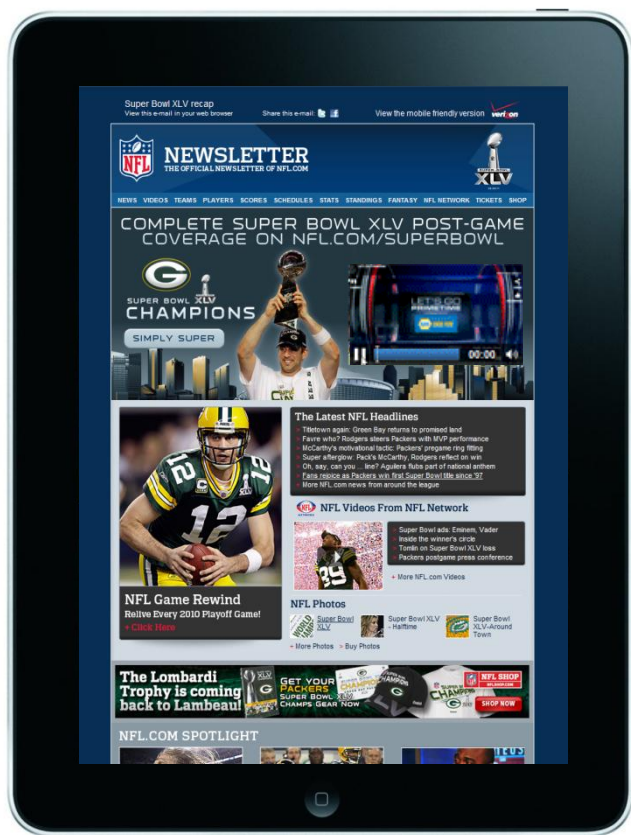 Super Bowl XLV recap
View this e-mail in your web browser
Share this e-mail:
View the mobile friendly version
verizon
NFL
NEWSLETTER
THE OFFICIAL NEWSLETTER OF NFL.COM
XLV
NEWS VIDEOS TEAMS PLAYERS SCORES SCHEDULES STATS STANDINGS FANTASY NFL NETWORK TICKETS SHOP
COMPLETE SUPER BOWL XLV POST-GAME
COVERAGE ON NFL.COM/SUPERBOWL
G
SUPER BOWL XLV
CHAMPIONS
SIMPLY SUPER
LET'S GO
PRIMETIME
NAPA
00:00
12
12
The Latest NFL Headlines
> Titletown again: Green Bay returns to promised land
> Favre who? Rodgers steers Packers with MVP performance
> McCarthy's motivational tactic: Packers' pregame ring fitting
> Super afterglow: Pack's McCarthy, Rodgers reflect on win
> Oh, say, can you ... line? Aguilera flubs part of national anthem
> Fans rejoice as Packers win first Super Bowl title since '97
> More NFL.com news from around the league
NFL Videos From NFL Network
> Super Bowl ads: Eminem, Vader
> Inside the winner's circle
> Tomlin on Super Bowl XLV loss
> Packers postgame press conference
+ More NFL.com Videos
NFL Game Rewind
Relive Every 2010 Playoff Game!
+ Click Here
NFL Photos
Super Bowl
XLV
Super Bowl XLV
- Halftime
Super Bowl
XLV-Around
Town
+ More Photos > Buy Photos
The Lombardi
Trophy is coming
back to Lambeau!
GET YOUR
PACKERS
SUPER BOWL XLV
CHAMPS GEAR NOW
NFL SHOP
SHOP NOW
NFL.COM SPOTLIGHT